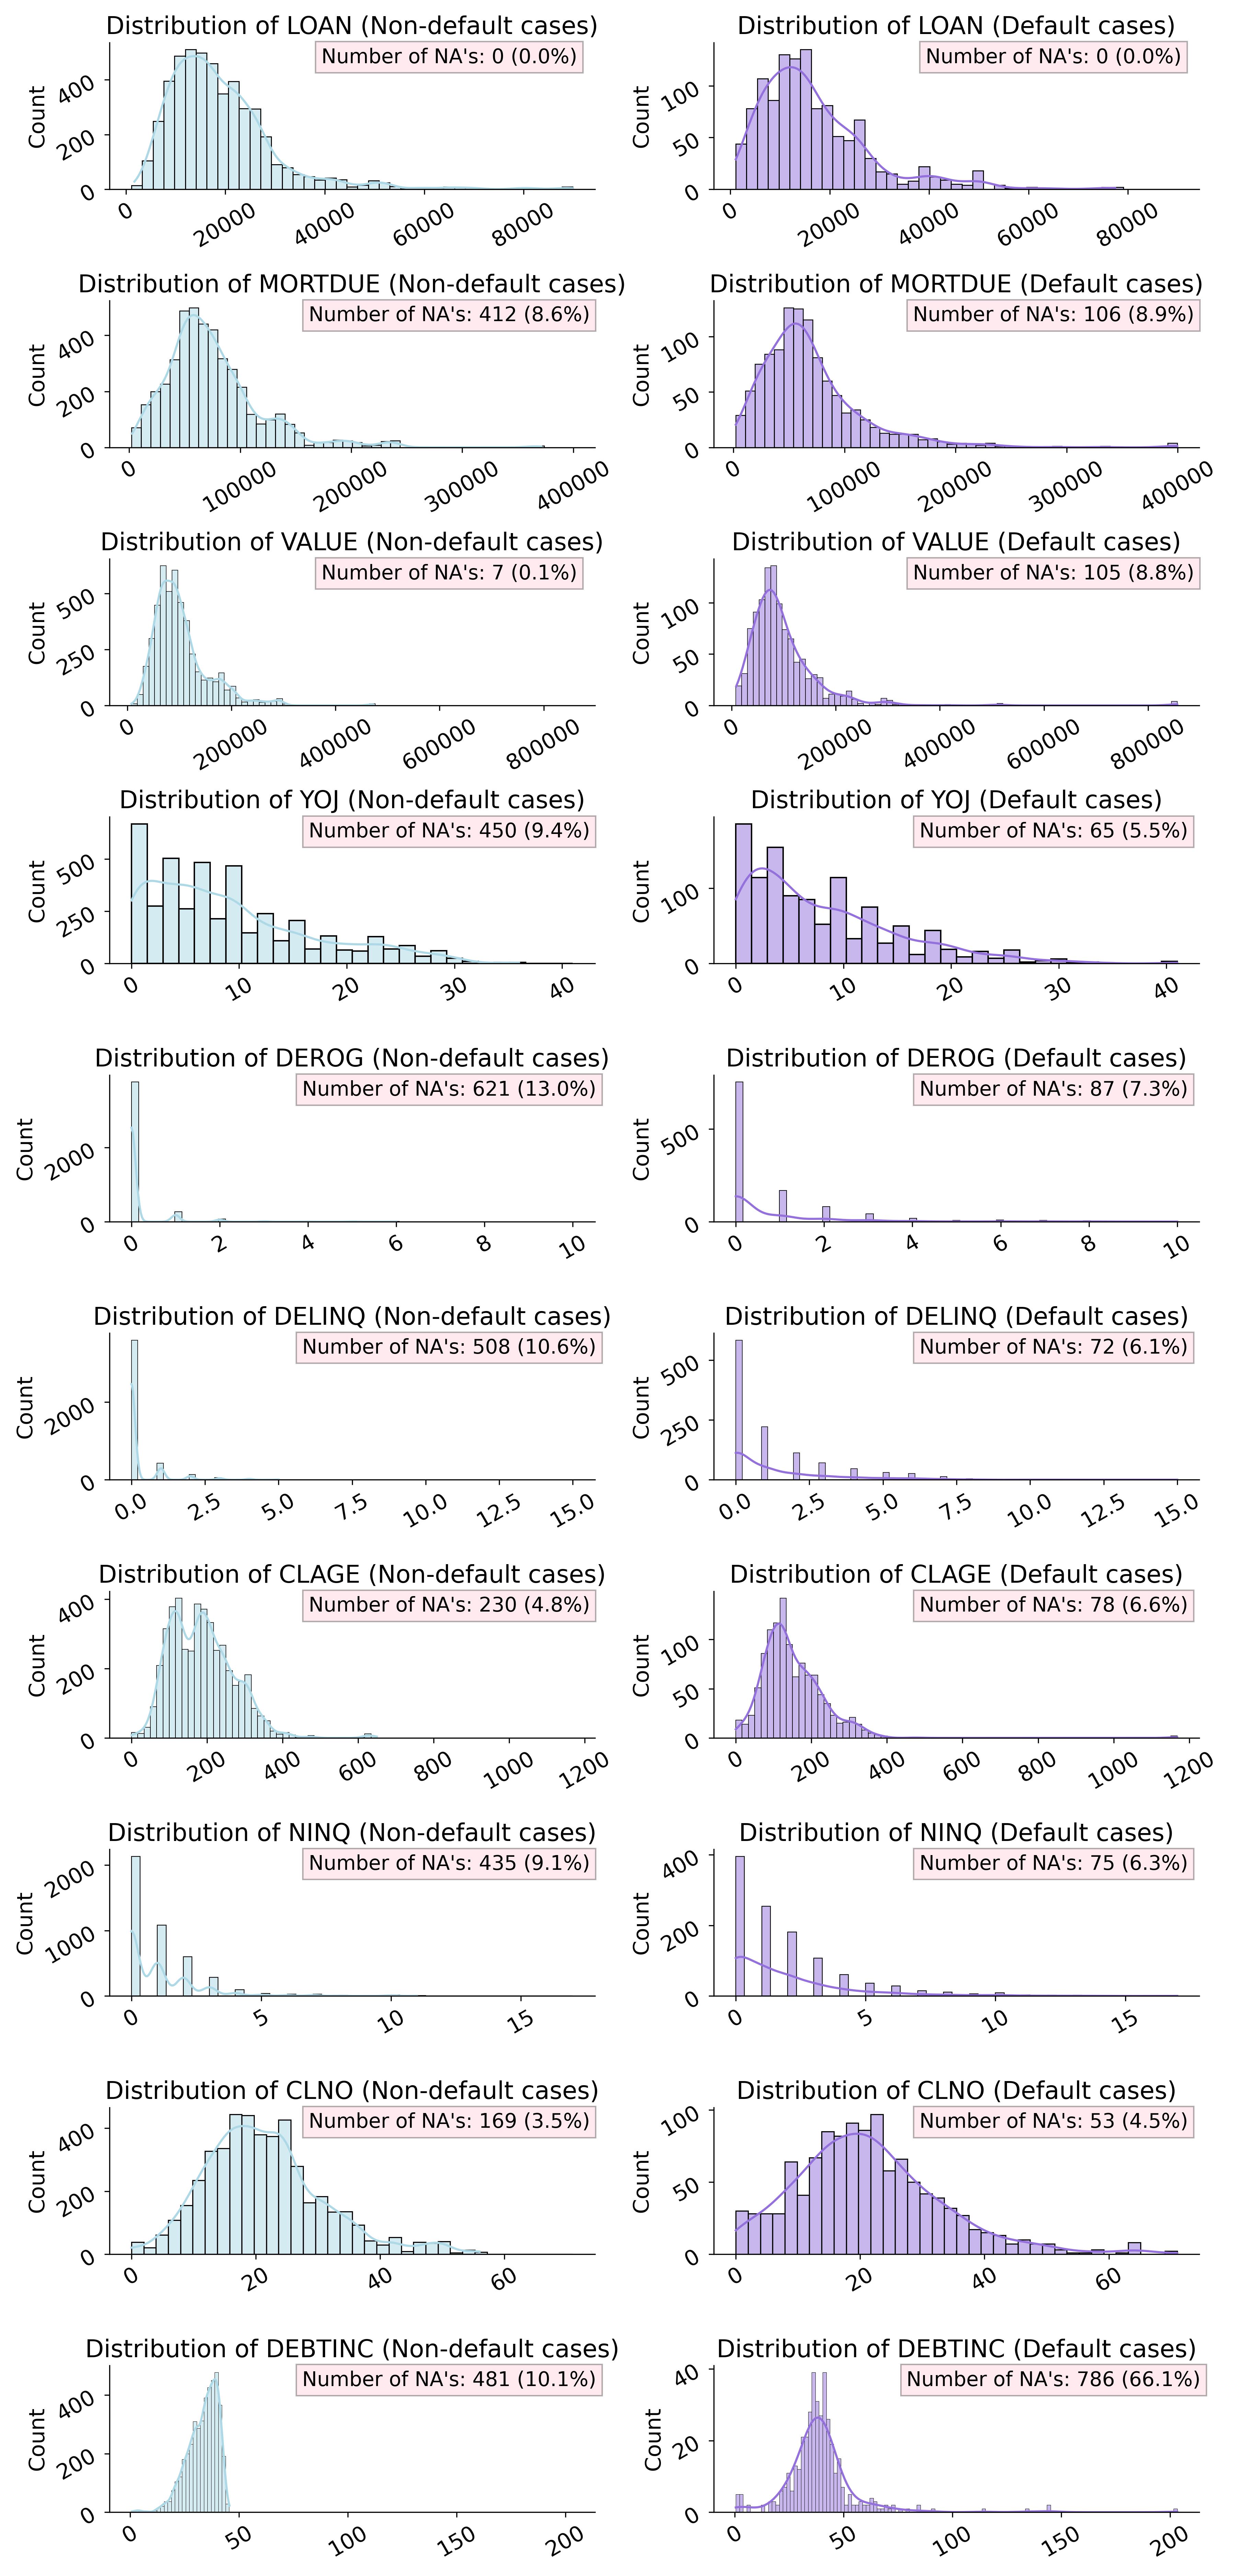 Distribution of LOAN (Non-default cases)
Number of NA's: 0 (0.0%)
Count
400
200
0
0 20000 40000 60000 80000
Distribution of LOAN (Default cases)
Number of NA's: 0 (0.0%)
Count
100
50
0
0 20000 40000 60000 80000
Distribution of MORTDUE (Non-default cases)
Number of NA's: 412 (8.6%)
Count
400
200
0
0 100000 200000 300000 400000
Distribution of MORTDUE (Default cases)
Number of NA's: 106 (8.9%)
Count
100
50
0
0 100000 200000 300000 400000
Distribution of VALUE (Non-default cases)
Number of NA's: 7 (0.1%)
Count
500
250
0
0 200000 400000 600000 800000
Distribution of VALUE (Default cases)
Number of NA's: 105 (8.8%)
Count
100
50
0
0 200000 400000 600000 800000
Distribution of YOJ (Non-default cases)
Number of NA's: 450 (9.4%)
Count
500
250
0
0 10 20 30 40
Distribution of YOJ (Default cases)
Number of NA's: 65 (5.5%)
Count
100
0
0 10 20 30 40
Distribution of DEROG (Non-default cases)
Number of NA's: 621 (13.0%)
Count
2000
0
0 2 4 6 8 10
Distribution of DEROG (Default cases)
Number of NA's: 87 (7.3%)
Count
500
0
0 2 4 6 8 10
Distribution of DELINQ (Non-default cases)
Number of NA's: 508 (10.6%)
Count
2000
0
0.0 2.5 5.0 7.5 10.0 12.5 15.0
Distribution of DELINQ (Default cases)
Number of NA's: 72 (6.1%)
Count
500
250
0
0.0 2.5 5.0 7.5 10.0 12.5 15.0
Distribution of CLAGE (Non-default cases)
Number of NA's: 230 (4.8%)
Count
400
200
0
0 200 400 600 800 1000 1200
Distribution of CLAGE (Default cases)
Number of NA's: 78 (6.6%)
Count
100
50
0
0 200 400 600 800 1000 1200
Distribution of NINQ (Non-default cases)
Number of NA's: 435 (9.1%)
Count
2000
1000
0
0 5 10 15
Distribution of NINQ (Default cases)
Number of NA's: 75 (6.3%)
Count
400
200
0
0 5 10 15
Distribution of CLNO (Non-default cases)
Number of NA's: 169 (3.5%)
Count
400
200
0
0 20 40 60
Distribution of CLNO (Default cases)
Number of NA's: 53 (4.5%)
Count
100
50
0
0 20 40 60
Distribution of DEBTINC (Non-default cases)
Number of NA's: 481 (10.1%)
Count
400
200
0
0 50 100 150 200
Distribution of DEBTINC (Default cases)
Number of NA's: 786 (66.1%)
Count
40
20
0
0 50 100 150 200